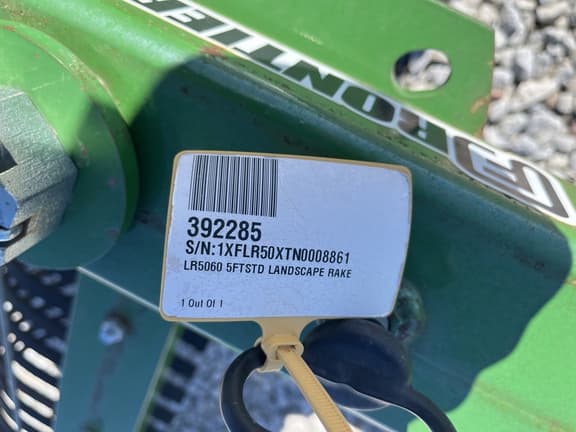 FRONTIER
392285
S/N:1XFLR50XTN0008861
LR5060 5FTSTD LANDSCAPE RAKE
1 Out Of 1